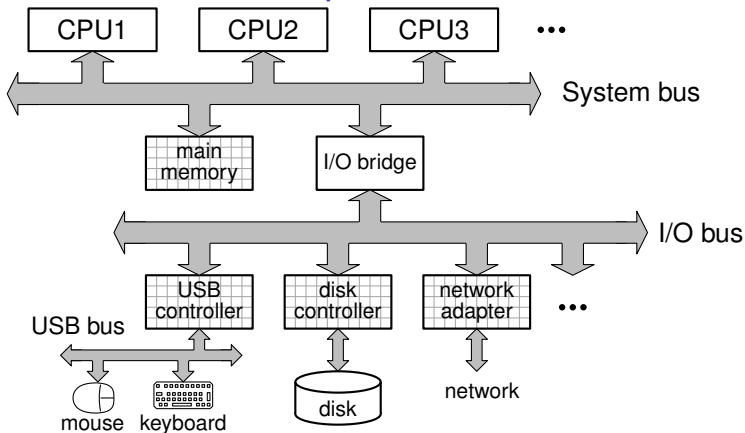 CPU1
CPU2
CPU3
...
System bus
main
memory
I/O bridge
I/O bus
USB
controller
disk
controller
network
adapter
...
USB bus
mouse
keyboard
disk
network